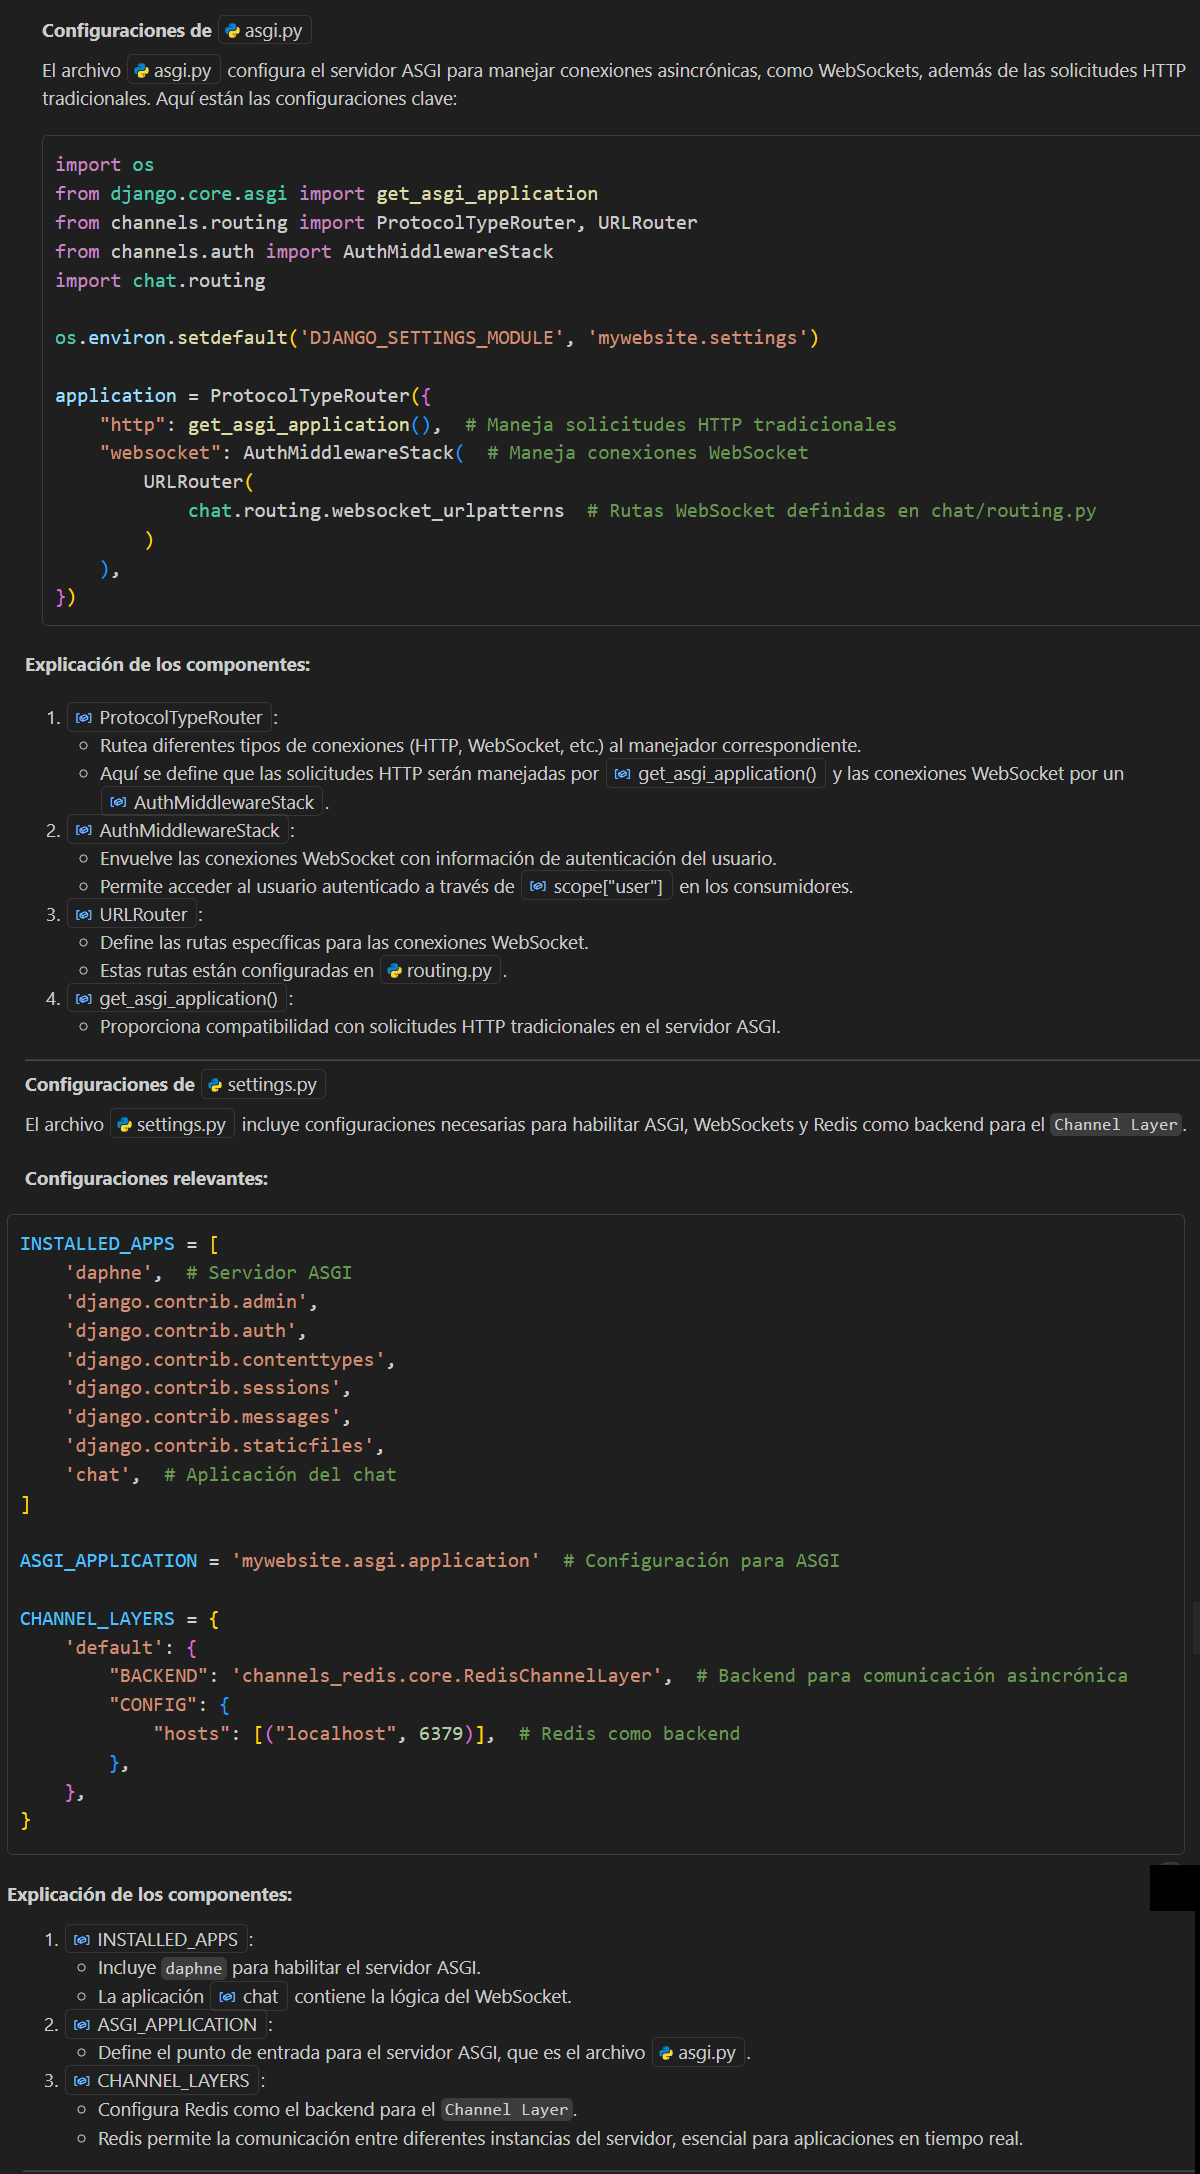 Configuraciones de asgi.py
El archivo asgi.py configura el servidor ASGI para manejar conexiones asincrónicas, como WebSockets, además de las solicitudes HTTP
tradicionales. Aquí están las configuraciones clave:
import os
from django.core.asgi import get_asgi_application
from channels.routing import ProtocolTypeRouter, URLRouter
from channels.auth import AuthMiddlewareStack
import chat.routing
os.environ.setdefault('DJANGO_SETTINGS_MODULE', 'mywebsite.settings')
application = ProtocolTypeRouter({
    "http": get_asgi_application(),  # Maneja solicitudes HTTP tradicionales
    "websocket": AuthMiddlewareStack(  # Maneja conexiones WebSocket
        URLRouter(
            chat.routing.websocket_urlpatterns  # Rutas WebSocket definidas en chat/routing.py
        )
    ),
})
Explicación de los componentes:
1. ProtocolTypeRouter :
○ Rutea diferentes tipos de conexiones (HTTP, WebSocket, etc.) al manejador correspondiente.
○ Aquí se define que las solicitudes HTTP serán manejadas por get_asgi_application() y las conexiones WebSocket por un
AuthMiddlewareStack .
2. AuthMiddlewareStack :
○ Envuelve las conexiones WebSocket con información de autenticación del usuario.
○ Permite acceder al usuario autenticado a través de scope["user"] en los consumidores.
3. URLRouter :
○ Define las rutas específicas para las conexiones WebSocket.
○ Estas rutas están configuradas en routing.py .
4. get_asgi_application() :
○ Proporciona compatibilidad con solicitudes HTTP tradicionales en el servidor ASGI.
Configuraciones de settings.py
El archivo settings.py incluye configuraciones necesarias para habilitar ASGI, WebSockets y Redis como backend para el Channel Layer.
Configuraciones relevantes:
INSTALLED_APPS = [
    'daphne',  # Servidor ASGI
    'django.contrib.admin',
    'django.contrib.auth',
    'django.contrib.contenttypes',
    'django.contrib.sessions',
    'django.contrib.messages',
    'django.contrib.staticfiles',
    'chat',  # Aplicación del chat
]
ASGI_APPLICATION = 'mywebsite.asgi.application'  # Configuración para ASGI
CHANNEL_LAYERS = {
    'default': {
        "BACKEND": 'channels_redis.core.RedisChannelLayer',  # Backend para comunicación asincrónica
        "CONFIG": {
            "hosts": [("localhost", 6379)],  # Redis como backend
        },
    },
}
Explicación de los componentes:
1. INSTALLED_APPS :
○ Incluye daphne para habilitar el servidor ASGI.
○ La aplicación chat contiene la lógica del WebSocket.
2. ASGI_APPLICATION :
○ Define el punto de entrada para el servidor ASGI, que es el archivo asgi.py .
3. CHANNEL_LAYERS :
○ Configura Redis como el backend para el Channel Layer.
○ Redis permite la comunicación entre diferentes instancias del servidor, esencial para aplicaciones en tiempo real.